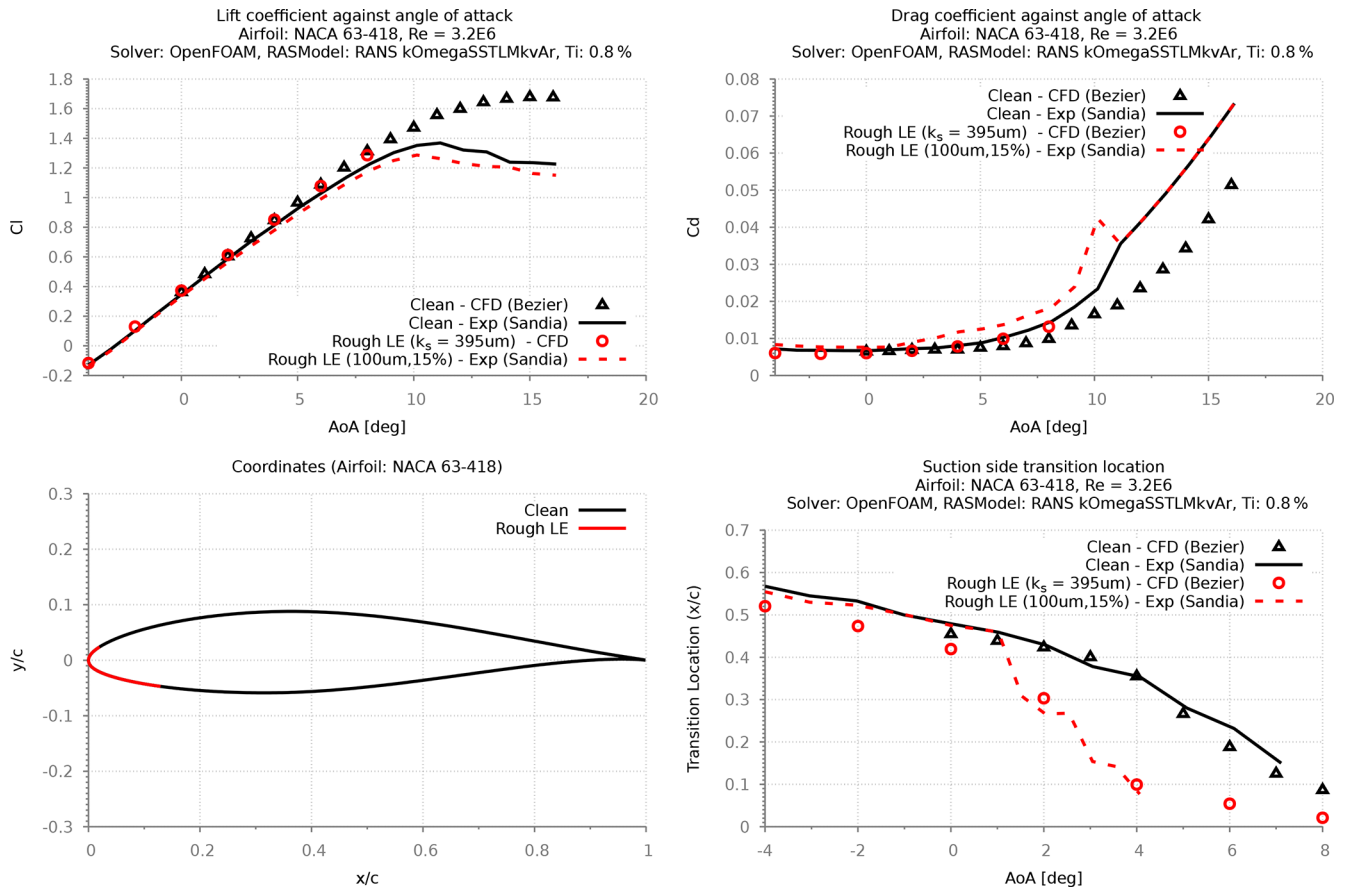 Lift coefficient against angle of attack
Airfoil: NACA 63-418, Re = 3.2E6
Solver: OpenFOAM, RASModel: RANS kOmegaSSTLMkvAr, Ti: 0.8 %
1.8
1.6
1.4
1.2
1
0.8
0.6
0.4
0.2
0
-0.2
Cl
Clean - CFD (Bezier)
Clean - Exp (Sandia)
Rough LE (ks = 395um) - CFD
Rough LE (100um,15%) - Exp (Sandia)
0 5 10 15 20
AoA [deg]
Drag coefficient against angle of attack
Airfoil: NACA 63-418, Re = 3.2E6
Solver: OpenFOAM, RASModel: RANS kOmegaSSTLMkvAr, Ti: 0.8 %
0.08
0.07
0.06
0.05
0.04
0.03
0.02
0.01
0
Cd
Clean - CFD (Bezier)
Clean - Exp (Sandia)
Rough LE (ks = 395um) - CFD (Bezier)
Rough LE (100um,15%) - Exp (Sandia)
0 5 10 15 20
AoA [deg]
Coordinates (Airfoil: NACA 63-418)
0.3
0.2
0.1
0
-0.1
-0.2
-0.3
y/c
Clean
Rough LE
0 0.2 0.4 0.6 0.8 1
x/c
Suction side transition location
Airfoil: NACA 63-418, Re = 3.2E6
Solver: OpenFOAM, RASModel: RANS kOmegaSSTLMkvAr, Ti: 0.8 %
0.7
0.6
0.5
0.4
0.3
0.2
0.1
0
Transition Location (x/c)
Clean - CFD (Bezier)
Clean - Exp (Sandia)
Rough LE (ks = 395um) - CFD (Bezier)
Rough LE (100um,15%) - Exp (Sandia)
-4 -2 0 2 4 6 8
AoA [deg]